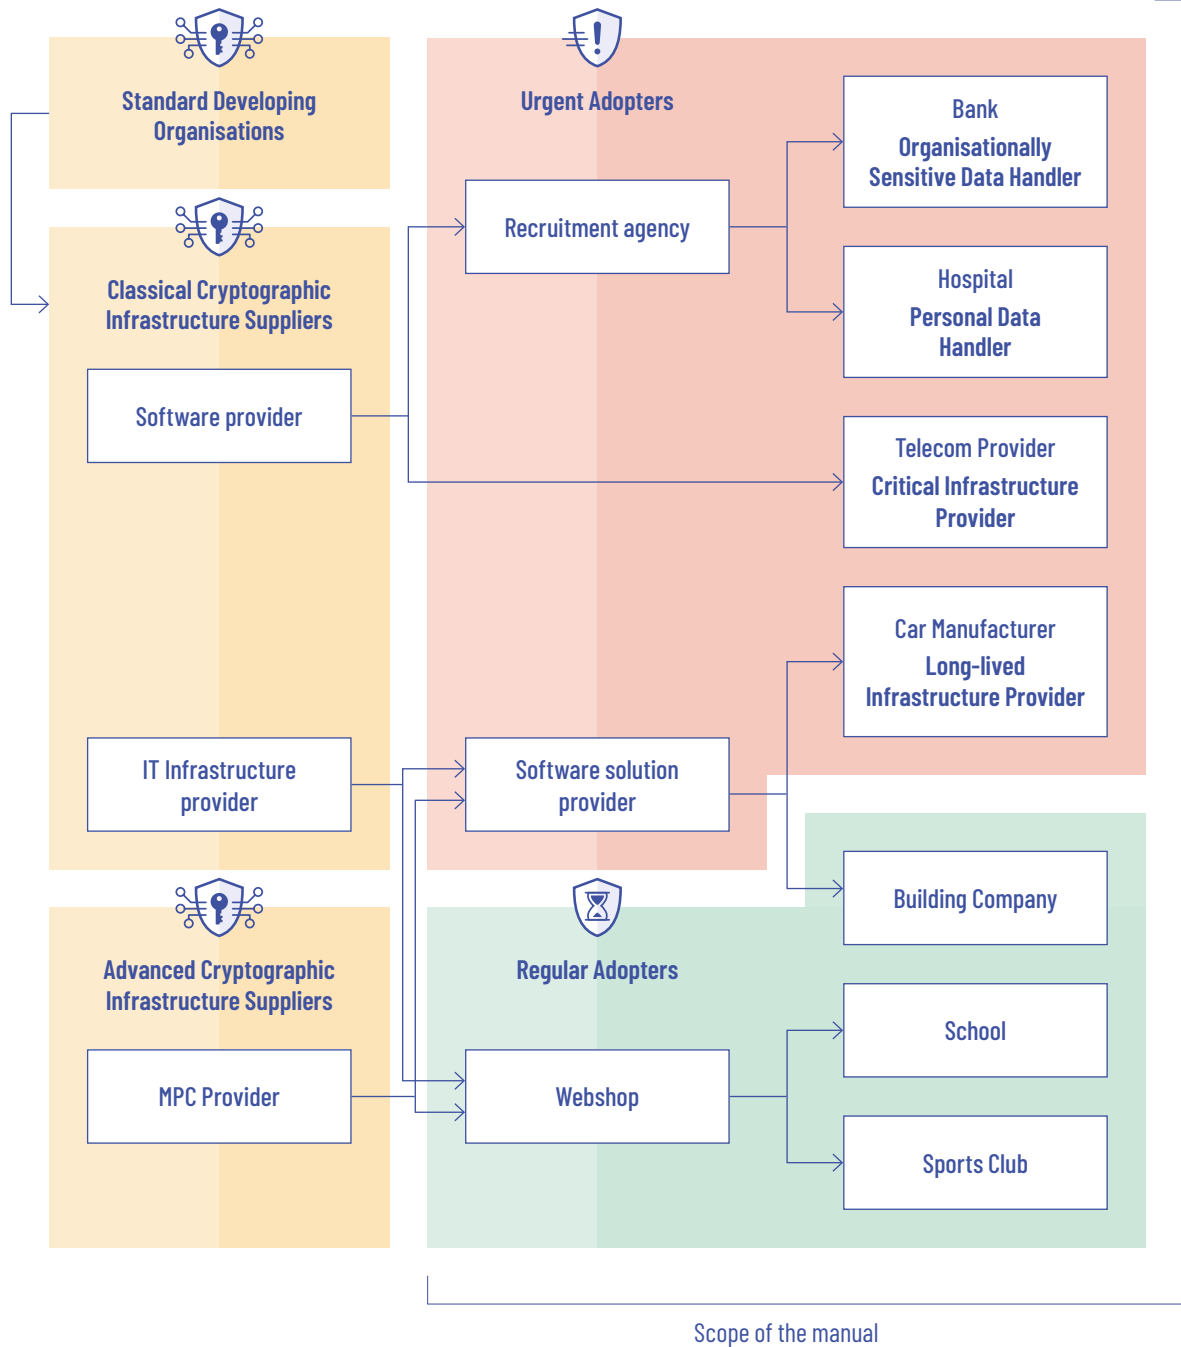 Standard Developing
Organisations
Classical Cryptographic
Infrastructure Suppliers
Software provider
IT Infrastructure
provider
Advanced Cryptographic
Infrastructure Suppliers
MPC Provider
Urgent Adopters
Recruitment agency
Bank
Organisationally
Sensitive Data Handler
Hospital
Personal Data
Handler
Telecom Provider
Critical Infrastructure
Provider
Car Manufacturer
Long-lived
Infrastructure Provider
Software solution
provider
Building Company
Regular Adopters
Webshop
School
Sports Club
Scope of the manual